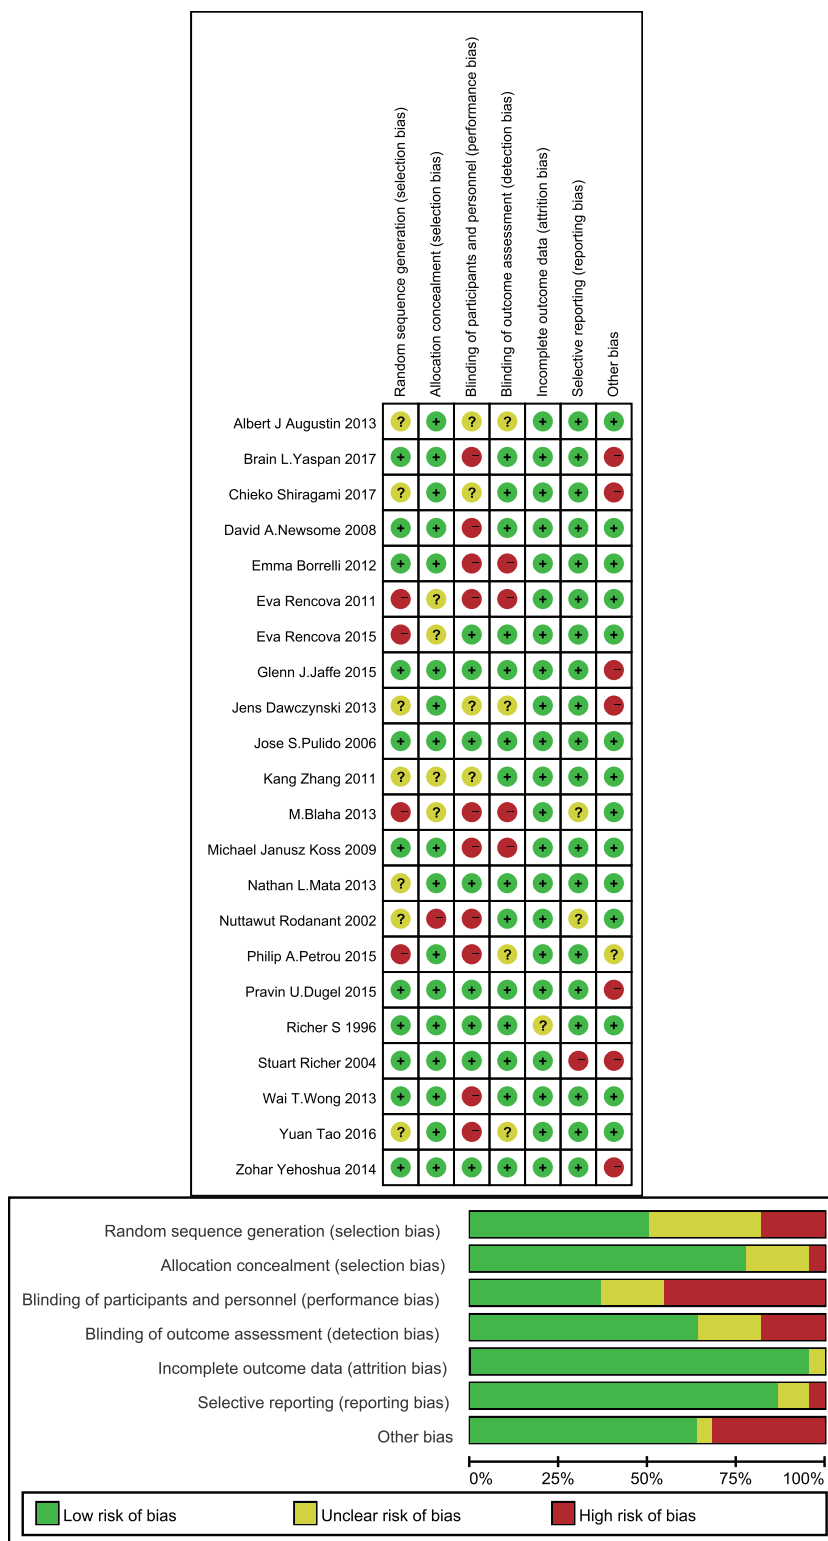 Random sequence generation (selection bias)
Allocation concealment (selection bias)
Blinding of participants and personnel (performance bias)
Blinding of outcome assessment (detection bias)
Incomplete outcome data (attrition bias)
Selective reporting (reporting bias)
Other bias
Albert J Augustin 2013 ? + ? ? + + +
Brain L.Yaspan 2017 + + - + + + -
Chieko Shiragami 2017 ? + ? + + + -
David A.Newsome 2008 + + - + + + +
Emma Borrelli 2012 + + - - + + +
Eva Rencova 2011 - ? - - + + +
Eva Rencova 2015 - ? + + + + +
Glenn J.Jaffe 2015 + + + + + + -
Jens Dawczynski 2013 ? + ? ? + + -
Jose S.Pulido 2006 + + + + + + +
Kang Zhang 2011 ? ? ? + + + +
M.Blaha 2013 - ? - - + ? +
Michael Janusz Koss 2009 + + - - + + +
Nathan L.Mata 2013 ? + + + + + +
Nuttawut Rodanant 2002 ? - - + + ? +
Philip A.Petrou 2015 - + - ? + + ?
Pravin U.Dugel 2015 + + + + + + -
Richer S 1996 + + + + ? + +
Stuart Richer 2004 + + + + + - -
Wai T.Wong 2013 + + - + + + +
Yuan Tao 2016 ? + - ? + + +
Zohar Yehoshua 2014 + + + + + + -
Random sequence generation (selection bias)
Allocation concealment (selection bias)
Blinding of participants and personnel (performance bias)
Blinding of outcome assessment (detection bias)
Incomplete outcome data (attrition bias)
Selective reporting (reporting bias)
Other bias
0% 25% 50% 75% 100%
Low risk of bias Unclear risk of bias High risk of bias